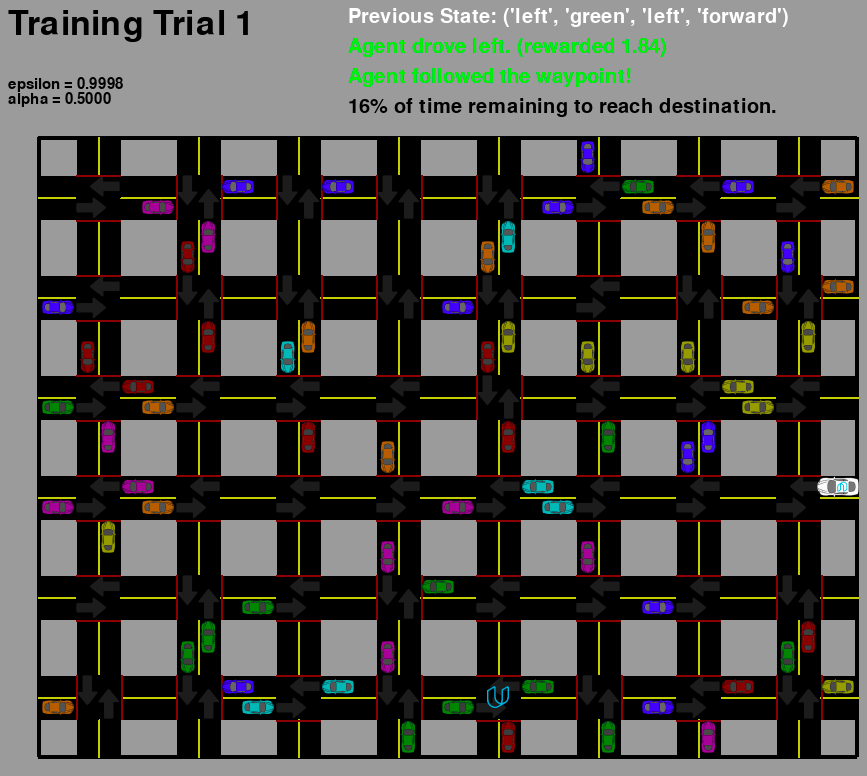 Training Trial 1
epsilon = 0.9998
alpha = 0.5000
Previous State: ('left', 'green', 'left', 'forward')
Agent drove left. (rewarded 1.84)
Agent followed the waypoint!
16% of time remaining to reach destination.